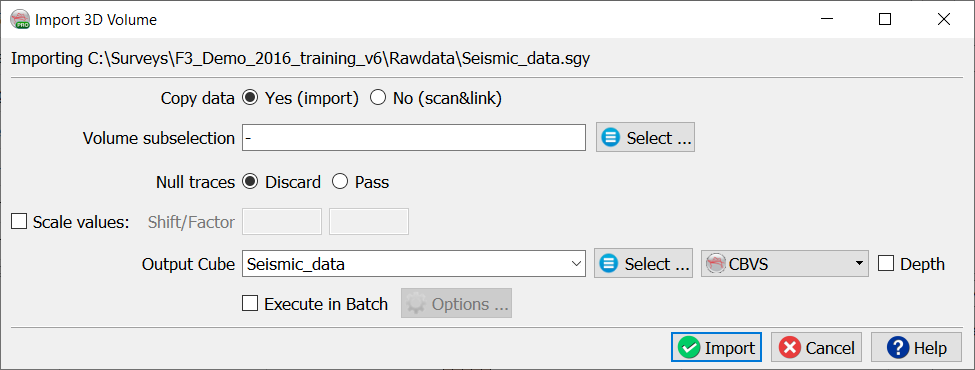 Import 3D Volume
Importing C:\Surveys\F3_Demo_2016_training_v6\Rawdata\Seismic_data.sgy
Copy data Yes (import) No (scan&link)
Volume subselection - Select ...
Null traces Discard Pass
Scale values: Shift/Factor
Output Cube Seismic_data Select ... CBVS Depth
Execute in Batch Options ...
Import Cancel Help